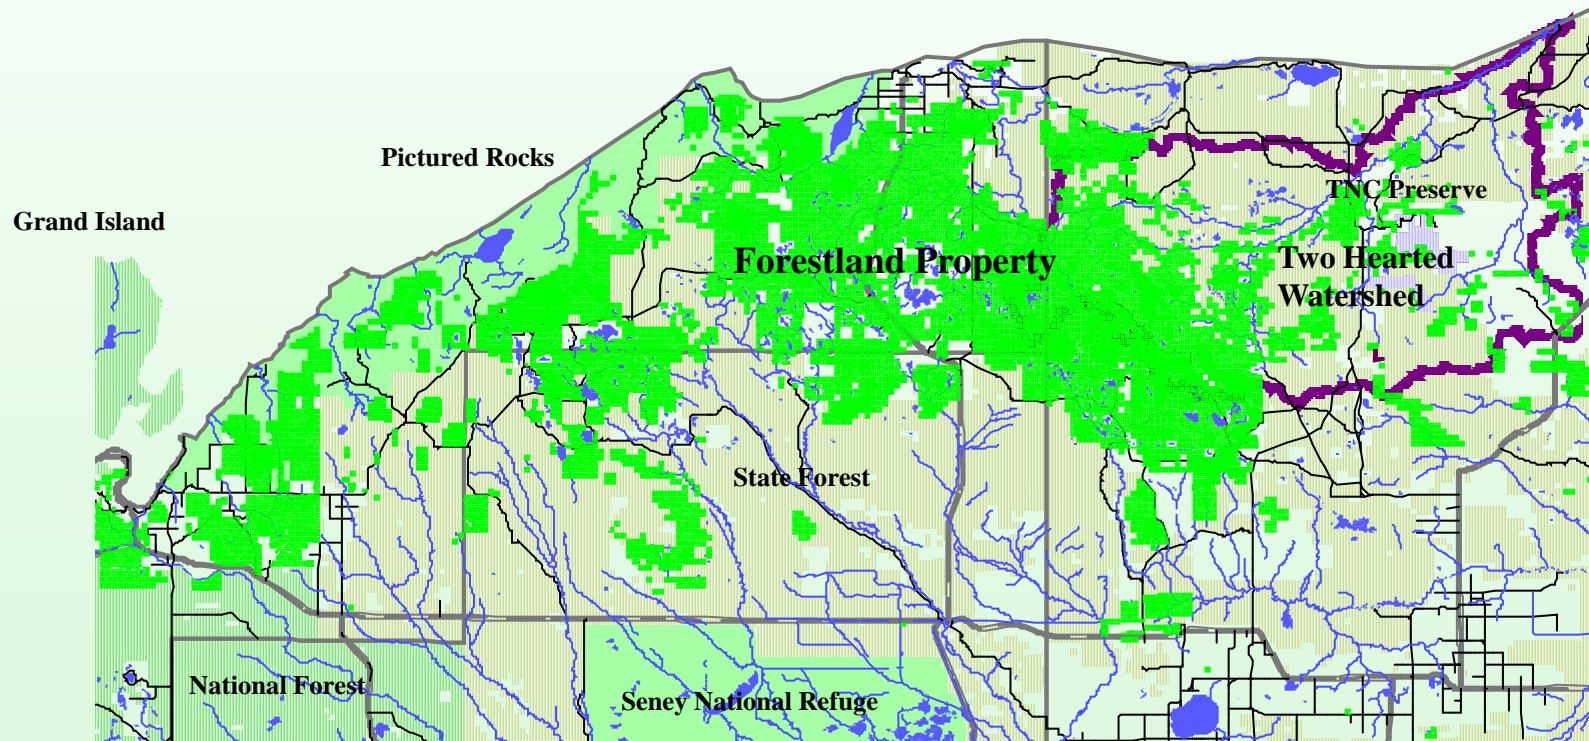 Pictured Rocks
TNC Preserve
Grand Island
Forestland Property
Two Hearted
Watershed
State Forest
National Forest
Seney National Refuge